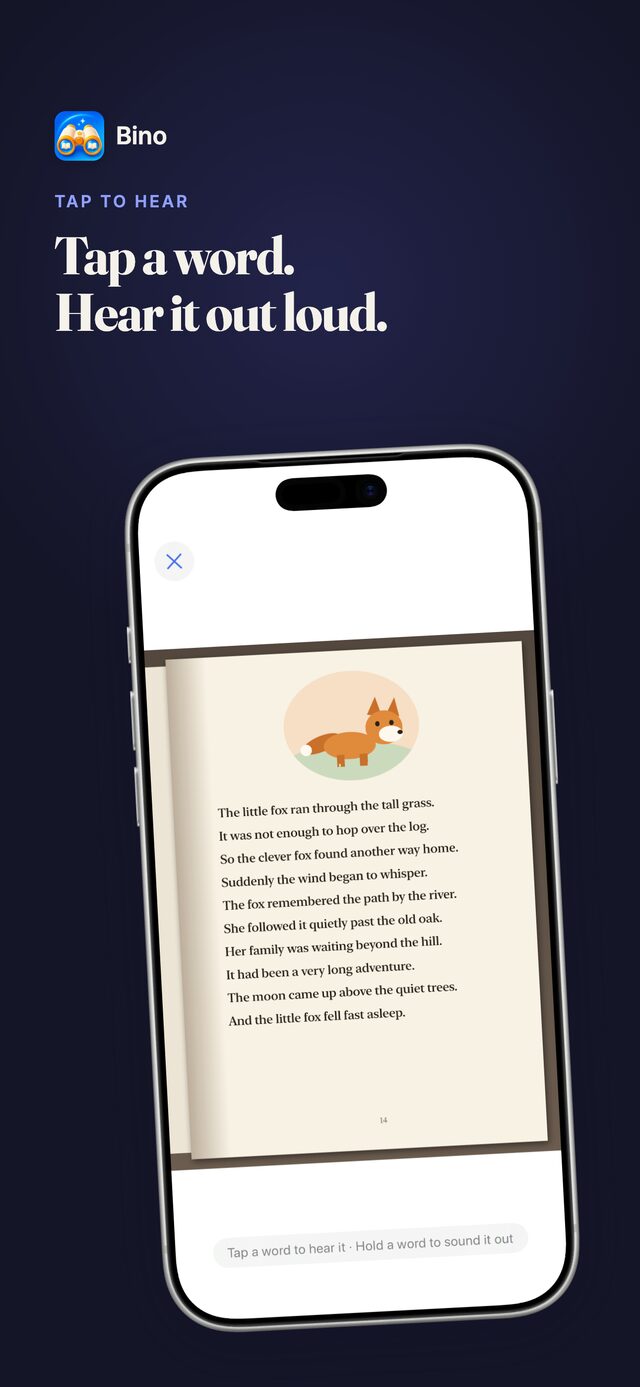 Bino
TAP TO HEAR
Tap a word.
Hear it out loud.
The little fox ran through the tall grass.
It was not enough to hop over the log.
So the clever fox found another way home.
Suddenly the wind began to whisper.
The fox remembered the path by the river.
She followed it quietly past the old oak.
Her family was waiting beyond the hill.
It had been a very long adventure.
The moon came up above the quiet trees.
And the little fox fell fast asleep.
14
Tap a word to hear it · Hold a word to sound it out